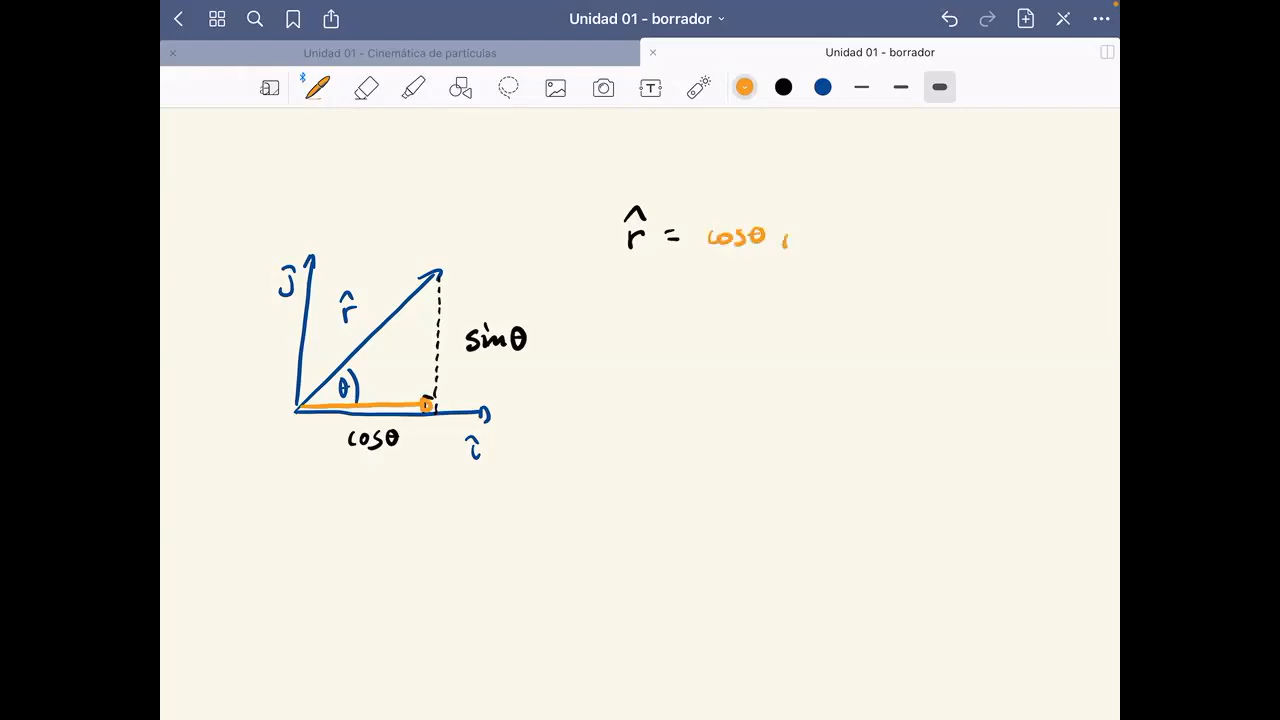 Unidad 01 - borrador
Unidad 01 - Cinemática de partículas
Unidad 01 - borrador
T
r̂ = cosθ
ĵ
r̂
sinθ
θ
cosθ
î